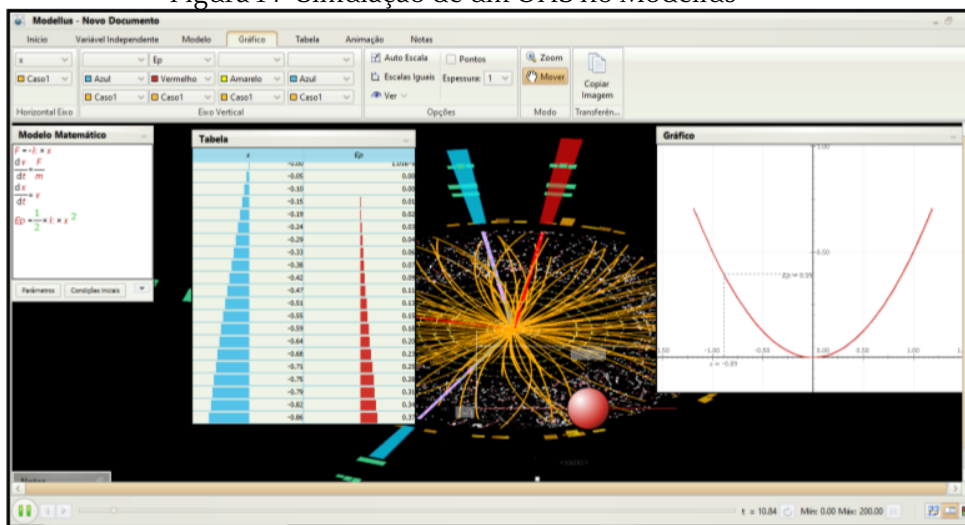 Figura 17 Simulação de um OHS no Modellus
Modellus - Novo Documento
Início Variável Independente Modelo Gráfico Tabela Animação Notas
x Ep Auto Escala Pontos Zoom
Caso1 Azul Vermelho Amarelo Azul Escalas Iguais Espessura: 1 Mover Copiar Imagem
Caso1 Caso1 Caso1 Caso1 Ver
Horizontal Eixo Eixo Vertical Opções Modo Transferên...
Modelo Matemático
F = -k × x
dv/dt = F/m
dx/dt = v
Ep = 1/2 × k × x 2
Parâmetros Condições Iniciais
Tabela
x Ep
-0.05 0.00
-0.10 0.00
-0.15 0.01
-0.19 0.02
-0.24 0.03
-0.29 0.04
-0.33 0.06
-0.38 0.07
-0.42 0.09
-0.47 0.11
-0.51 0.13
-0.55 0.15
-0.59 0.18
-0.64 0.20
-0.68 0.23
-0.71 0.25
-0.75 0.28
-0.79 0.31
-0.82 0.34
-0.86 0.37
Gráfico
1.00
0.50
Ep = 0.39
-1.00 -0.50 0.00 0.50 1.00
x = -0.89
Notas
t = 10.84 Min: 0.00 Máx: 200.00